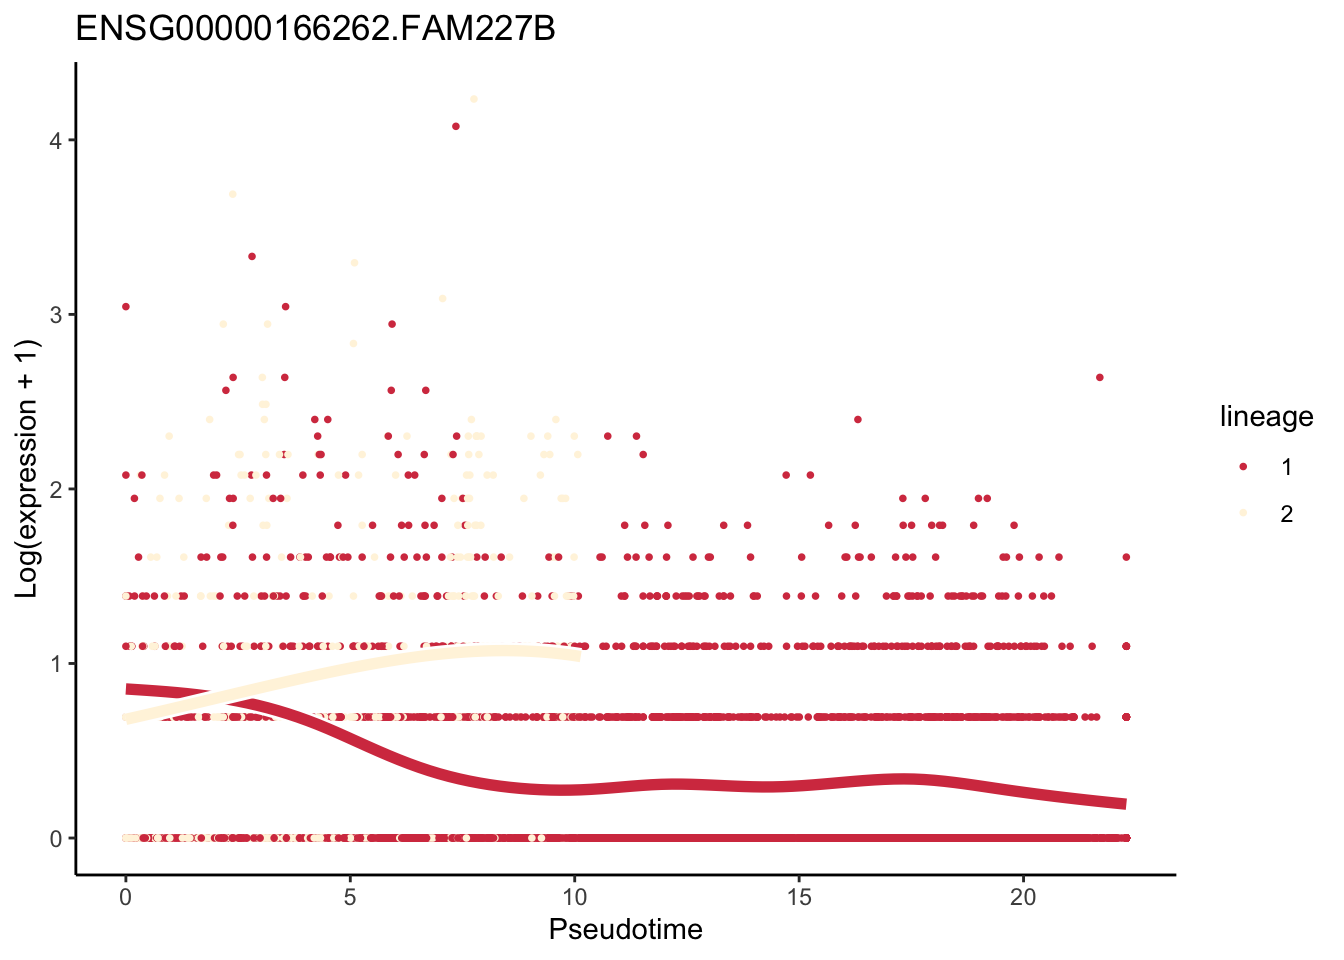 ENSG00000166262.FAM227B
Log(expression + 1)
4
3
2
1
0
0 5 10 15 20
Pseudotime
lineage
1
2